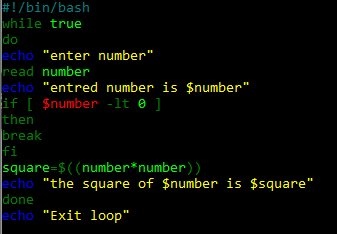 #!/bin/bash
while true
do
echo "enter number"
read number
echo "entred number is $number"
if [ $number -lt 0 ]
then
break
fi
square=$((number*number))
echo "the square of $number is $square"
done
echo "Exit loop"